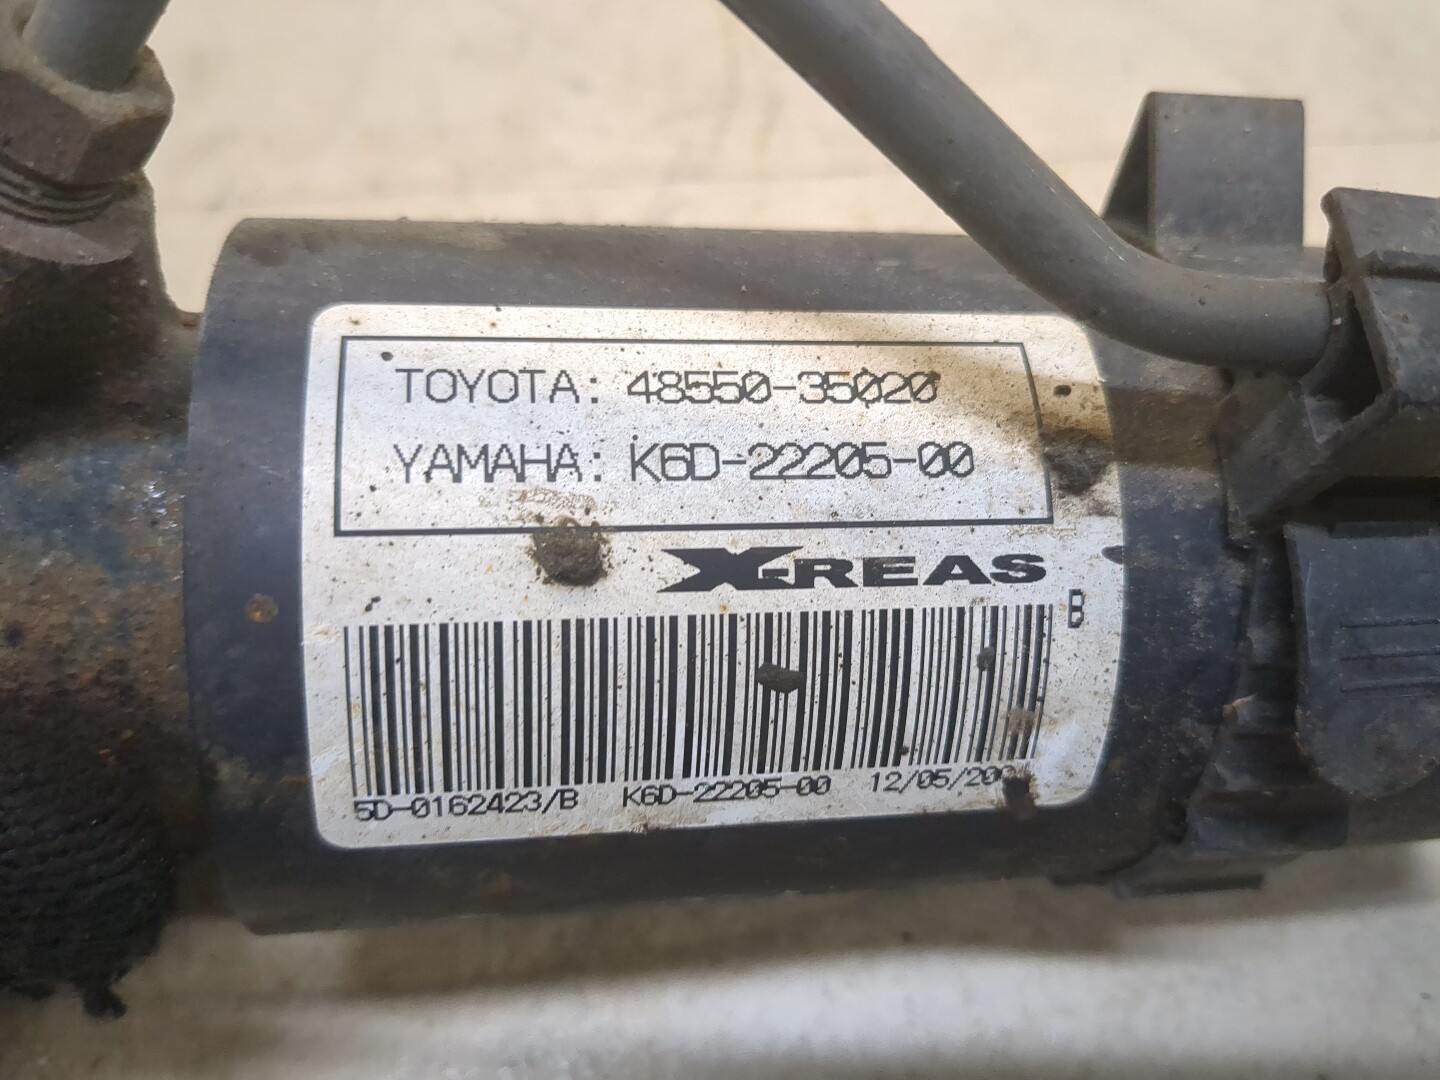 TOYOTA: 48550-35020
YAMAHA: K6D-22205-00
X-REAS
B
5D-0162423/B K6D-22205-00